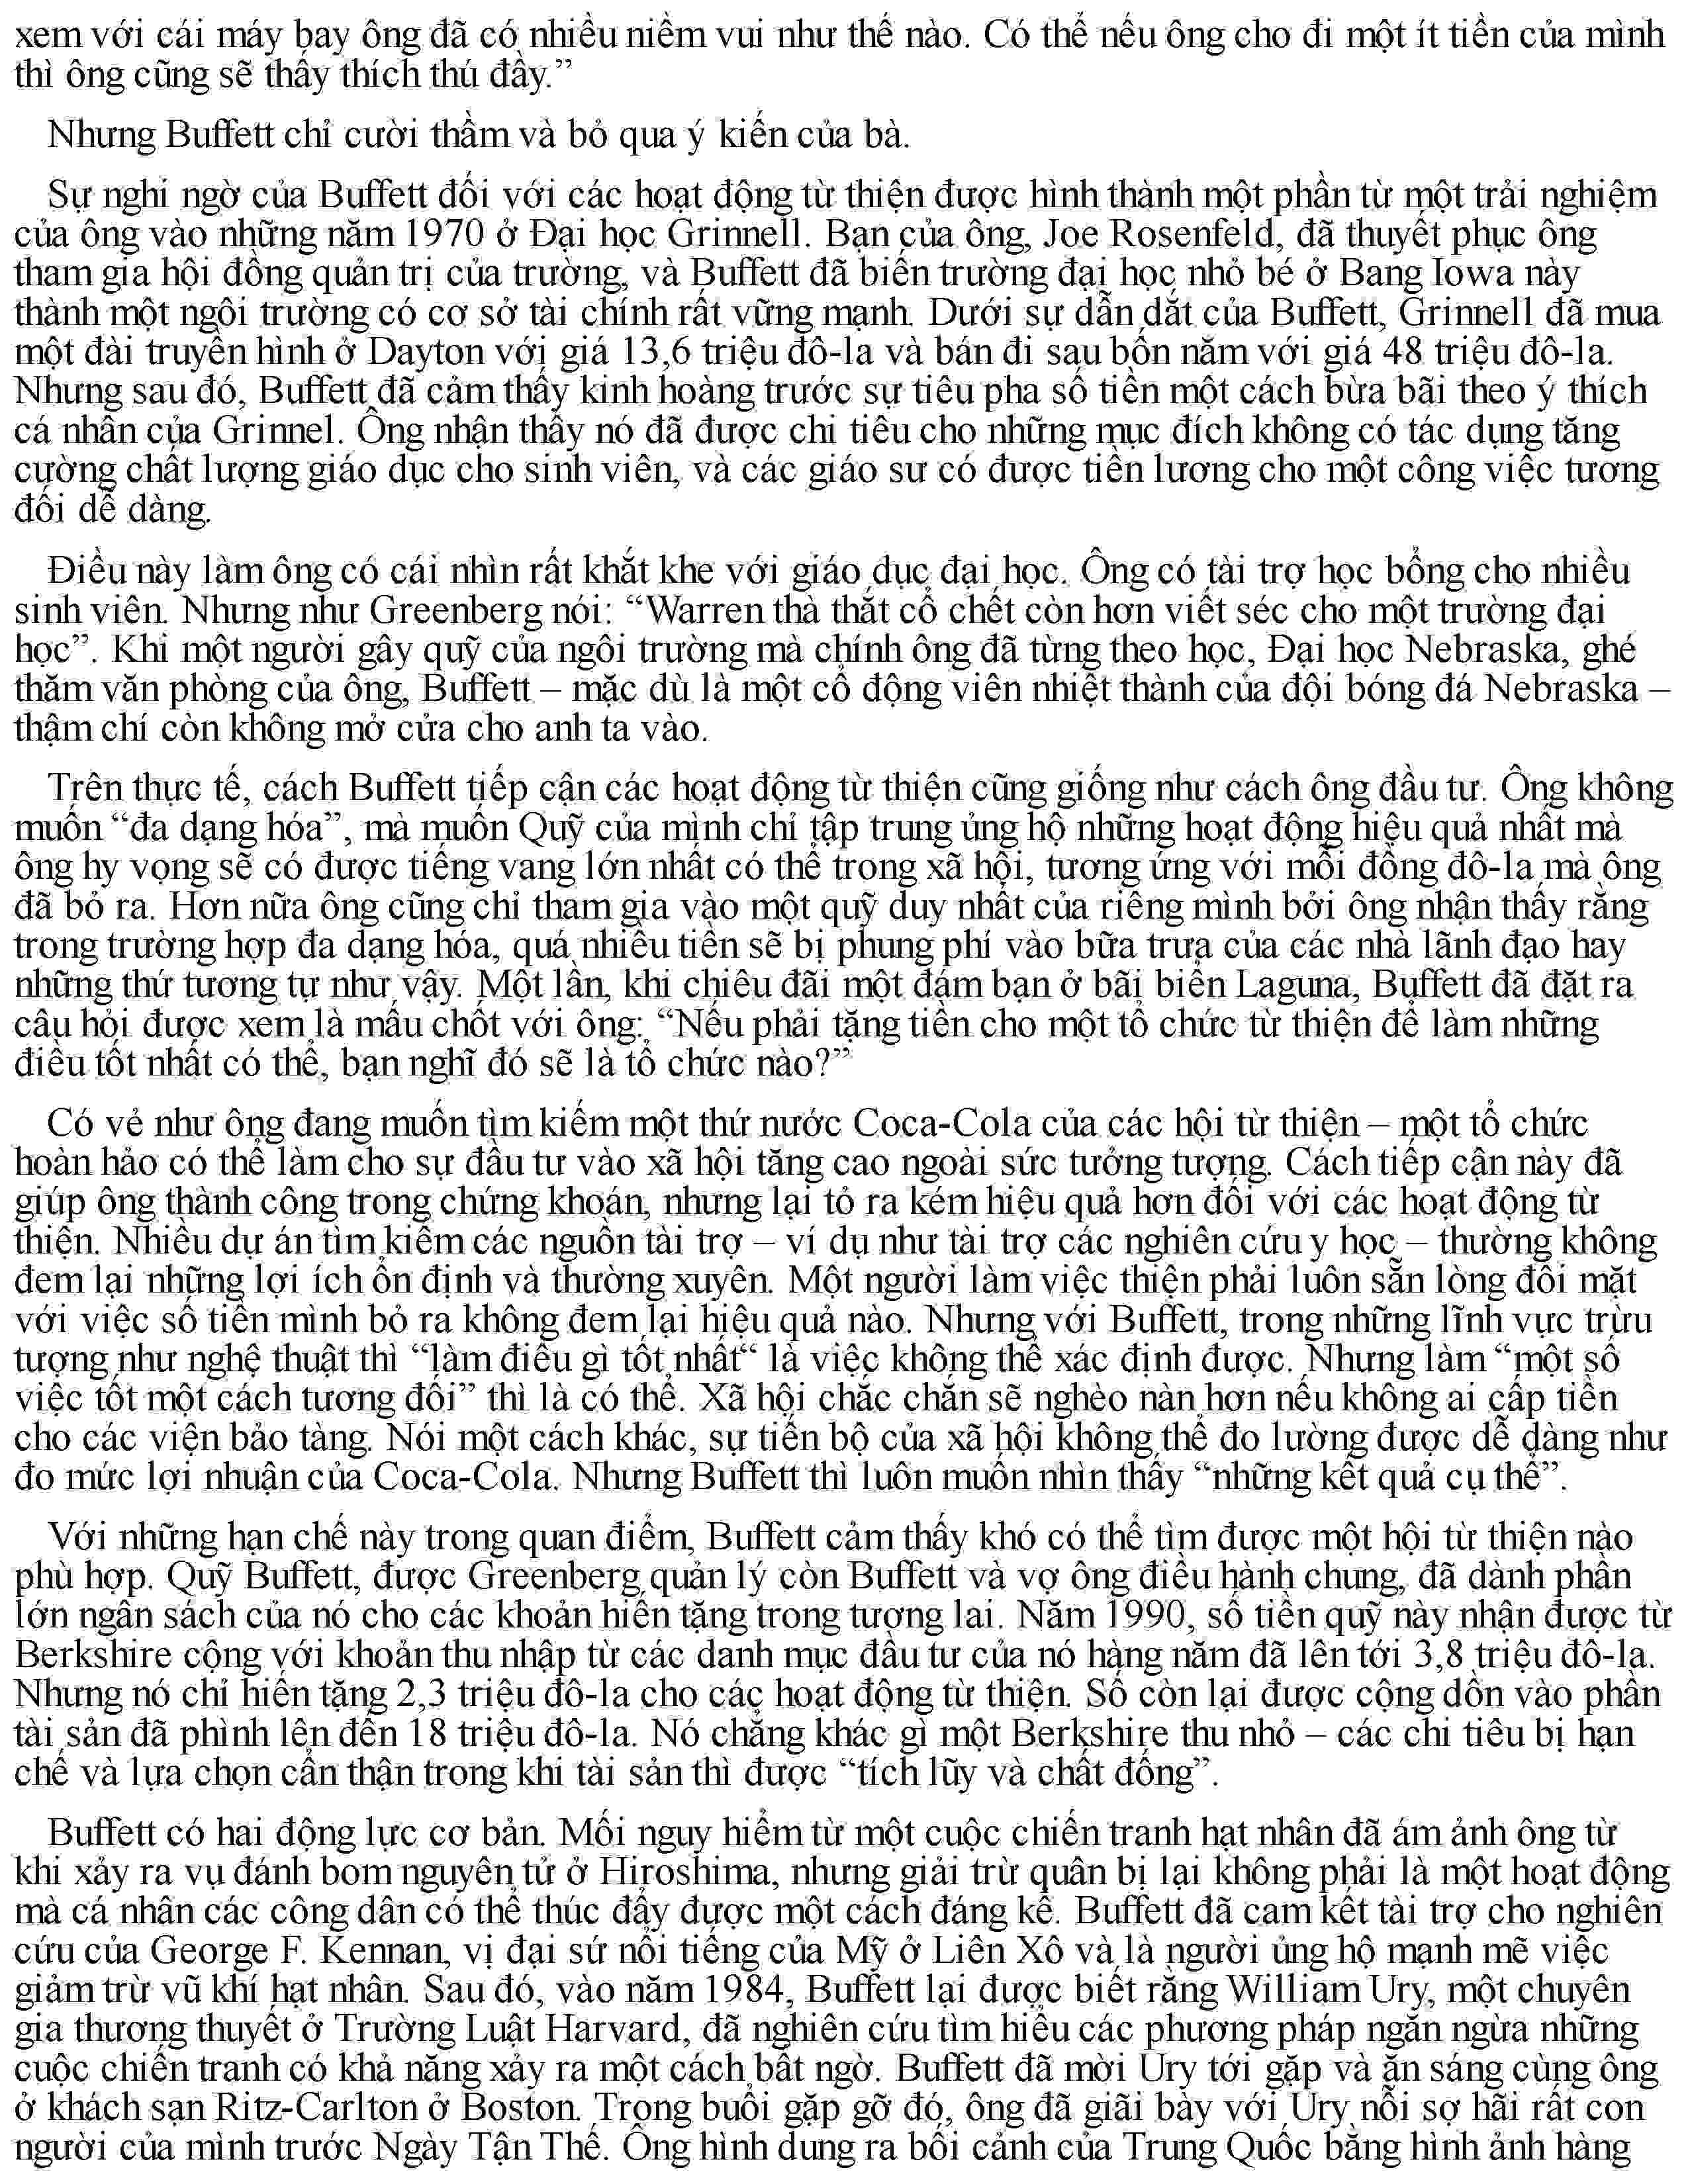 xem với cái máy bay ông đã có nhiều niềm vui như thế nào. Có thể nếu ông cho đi một ít tiền của mình
thì ông cũng sẽ thấy thích thú đầy.”
Nhưng Buffett chỉ cười thầm và bỏ qua ý kiến của bà.
Sự nghi ngờ của Buffett đối với các hoạt động từ thiện được hình thành một phần từ một trải nghiệm
của ông vào những năm 1970 ở Đại học Grinnell. Bạn của ông, Joe Rosenfeld, đã thuyết phục ông
tham gia hội đồng quản trị của trường, và Buffett đã biến trường đại học nhỏ bé ở Bang Iowa này
thành một ngôi trường có cơ sở tài chính rất vững mạnh. Dưới sự dẫn dắt của Buffett, Grinnell đã mua
một đài truyền hình ở Dayton với giá 13,6 triệu đô-la và bán đi sau bốn năm với giá 48 triệu đô-la.
Nhưng sau đó, Buffett đã cảm thấy kinh hoàng trước sự tiêu pha số tiền một cách bừa bãi theo ý thích
cá nhân của Grinnel. Ông nhận thấy nó đã được chi tiêu cho những mục đích không có tác dụng tăng
cường chất lượng giáo dục cho sinh viên, và các giáo sư có được tiền lương cho một công việc tương
đối dễ dàng.
Điều này làm ông có cái nhìn rất khắt khe với giáo dục đại học. Ông có tài trợ học bổng cho nhiều
sinh viên. Nhưng như Greenberg nói: “Warren thà thắt cổ chết còn hơn viết séc cho một trường đại
học”. Khi một người gây quỹ của ngôi trường mà chính ông đã từng theo học, Đại học Nebraska, ghé
thăm văn phòng của ông, Buffett – mặc dù là một cổ động viên nhiệt thành của đội bóng đá Nebraska –
thậm chí còn không mở cửa cho anh ta vào.
Trên thực tế, cách Buffett tiếp cận các hoạt động từ thiện cũng giống như cách ông đầu tư. Ông không
muốn “đa dạng hóa”, mà muốn Quỹ của mình chỉ tập trung ủng hộ những hoạt động hiệu quả nhất mà
ông hy vọng sẽ có được tiếng vang lớn nhất có thể trong xã hội, tương ứng với mỗi đồng đô-la mà ông
đã bỏ ra. Hơn nữa ông cũng chỉ tham gia vào một quỹ duy nhất của riêng mình bởi ông nhận thấy rằng
trong trường hợp đa dạng hóa, quá nhiều tiền sẽ bị phung phí vào bữa trưa của các nhà lãnh đạo hay
những thứ tương tự như vậy. Một lần, khi chiêu đãi một đám bạn ở bãi biển Laguna, Buffett đã đặt ra
câu hỏi được xem là mấu chốt với ông: “Nếu phải tặng tiền cho một tổ chức từ thiện để làm những
điều tốt nhất có thể, bạn nghĩ đó sẽ là tổ chức nào?”
Có vẻ như ông đang muốn tìm kiếm một thứ nước Coca-Cola của các hội từ thiện – một tổ chức
hoàn hảo có thể làm cho sự đầu tư vào xã hội tăng cao ngoài sức tưởng tượng. Cách tiếp cận này đã
giúp ông thành công trong chứng khoán, nhưng lại tỏ ra kém hiệu quả hơn đối với các hoạt động từ
thiện. Nhiều dự án tìm kiếm các nguồn tài trợ – ví dụ như tài trợ các nghiên cứu y học – thường không
đem lại những lợi ích ổn định và thường xuyên. Một người làm việc thiện phải luôn sẵn lòng đối mặt
với việc số tiền mình bỏ ra không đem lại hiệu quả nào. Nhưng với Buffett, trong những lĩnh vực trừu
tượng như nghệ thuật thì “làm điều gì tốt nhất“ là việc không thể xác định được. Nhưng làm “một số
việc tốt một cách tương đối” thì là có thể. Xã hội chắc chắn sẽ nghèo nàn hơn nếu không ai cấp tiền
cho các viện bảo tàng. Nói một cách khác, sự tiến bộ của xã hội không thể đo lường được dễ dàng như
đo mức lợi nhuận của Coca-Cola. Nhưng Buffett thì luôn muốn nhìn thấy “những kết quả cụ thể”.
Với những hạn chế này trong quan điểm, Buffett cảm thấy khó có thể tìm được một hội từ thiện nào
phù hợp. Quỹ Buffett, được Greenberg quản lý còn Buffett và vợ ông điều hành chung, đã dành phần
lớn ngân sách của nó cho các khoản hiến tặng trong tương lai. Năm 1990, số tiền quỹ này nhận được từ
Berkshire cộng với khoản thu nhập từ các danh mục đầu tư của nó hàng năm đã lên tới 3,8 triệu đô-la.
Nhưng nó chỉ hiến tặng 2,3 triệu đô-la cho các hoạt động từ thiện. Số còn lại được cộng dồn vào phần
tài sản đã phình lên đến 18 triệu đô-la. Nó chẳng khác gì một Berkshire thu nhỏ – các chi tiêu bị hạn
chế và lựa chọn cẩn thận trong khi tài sản thì được “tích lũy và chất đống”.
Buffett có hai động lực cơ bản. Mối nguy hiểm từ một cuộc chiến tranh hạt nhân đã ám ảnh ông từ
khi xảy ra vụ đánh bom nguyên tử ở Hiroshima, nhưng giải trừ quân bị lại không phải là một hoạt động
mà cá nhân các công dân có thể thúc đẩy được một cách đáng kể. Buffett đã cam kết tài trợ cho nghiên
cứu của George F. Kennan, vị đại sứ nổi tiếng của Mỹ ở Liên Xô và là người ủng hộ mạnh mẽ việc
giảm trừ vũ khí hạt nhân. Sau đó, vào năm 1984, Buffett lại được biết rằng William Ury, một chuyên
gia thương thuyết ở Trường Luật Harvard, đã nghiên cứu tìm hiểu các phương pháp ngăn ngừa những
cuộc chiến tranh có khả năng xảy ra một cách bất ngờ. Buffett đã mời Ury tới gặp và ăn sáng cùng ông
ở khách sạn Ritz-Carlton ở Boston. Trong buổi gặp gỡ đó, ông đã giãi bày với Ury nỗi sợ hãi rất con
người của mình trước Ngày Tận Thế. Ông hình dung ra bối cảnh của Trung Quốc bằng hình ảnh hàng